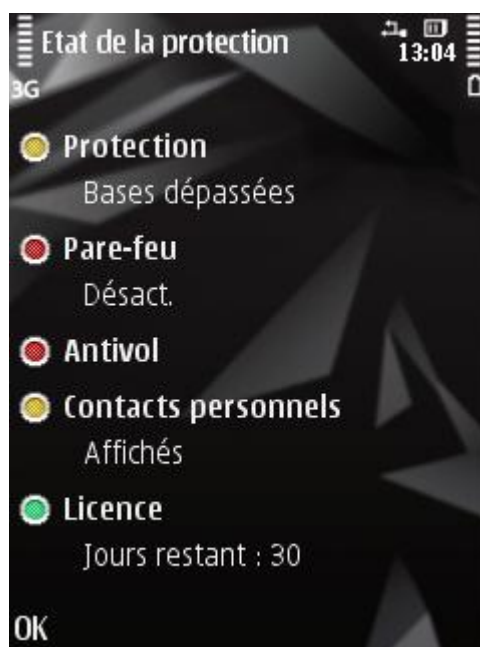 Etat de la protection
13:04
3G
Protection
Bases dépassées
Pare-feu
Désact.
Antivol
Contacts personnels
Affichés
Licence
Jours restant : 30
OK